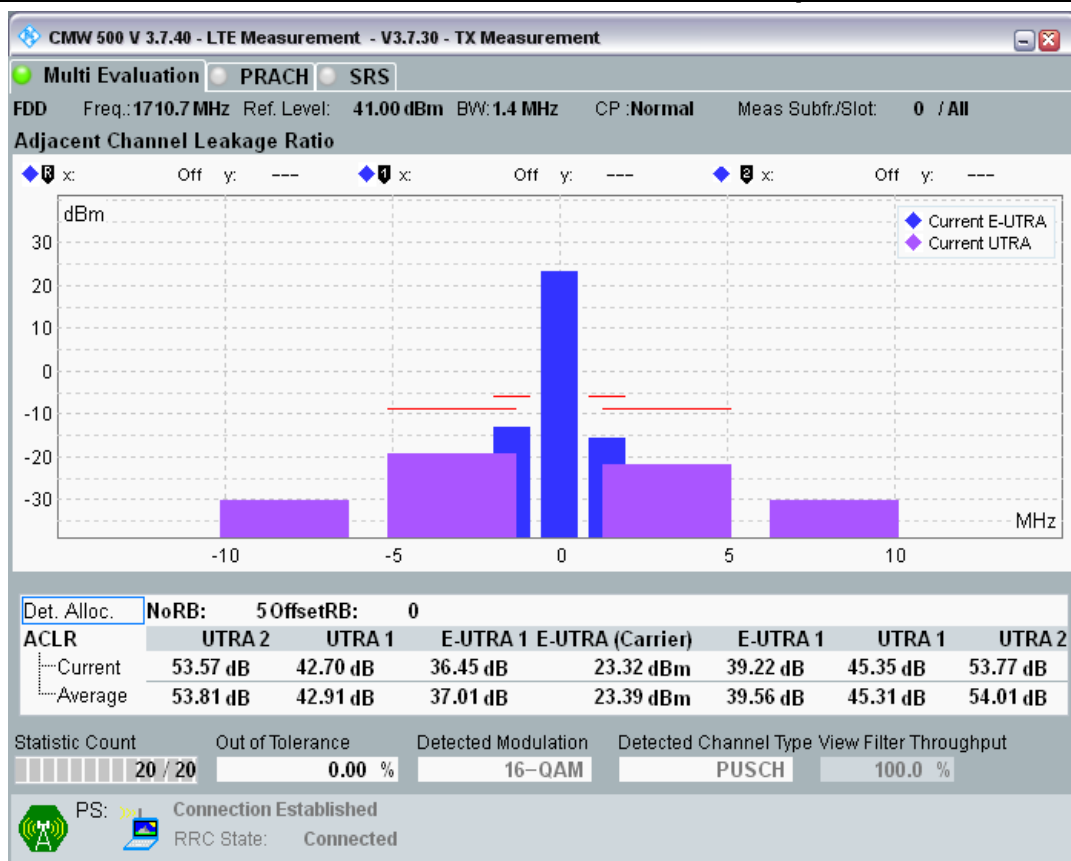 CMW 500 V 3.7.40 - LTE Measurement - V3.7.30 - TX Measurement
Multi Evaluation PRACH SRS
FDD Freq.: 1710.7 MHz Ref. Level: 41.00 dBm BW: 1.4 MHz CP :Normal Meas Subfr./Slot: 0 / All
Adjacent Channel Leakage Ratio
R x: Off y: --- 1 x: Off y: --- 2 x: Off y: ---
dBm
Current E-UTRA
Current UTRA
30
20
10
0
-10
-20
-30
MHz
-10 -5 0 5 10
Det. Alloc. NoRB: 5 OffsetRB: 0
ACLR UTRA 2 UTRA 1 E-UTRA 1 E-UTRA (Carrier) E-UTRA 1 UTRA 1 UTRA 2
Current 53.57 dB 42.70 dB 36.45 dB 23.32 dBm 39.22 dB 45.35 dB 53.77 dB
Average 53.81 dB 42.91 dB 37.01 dB 23.39 dBm 39.56 dB 45.31 dB 54.01 dB
Statistic Count Out of Tolerance Detected Modulation Detected Channel Type View Filter Throughput
20 / 20 0.00 % 16-QAM PUSCH 100.0 %
PS: Connection Established
RRC State: Connected